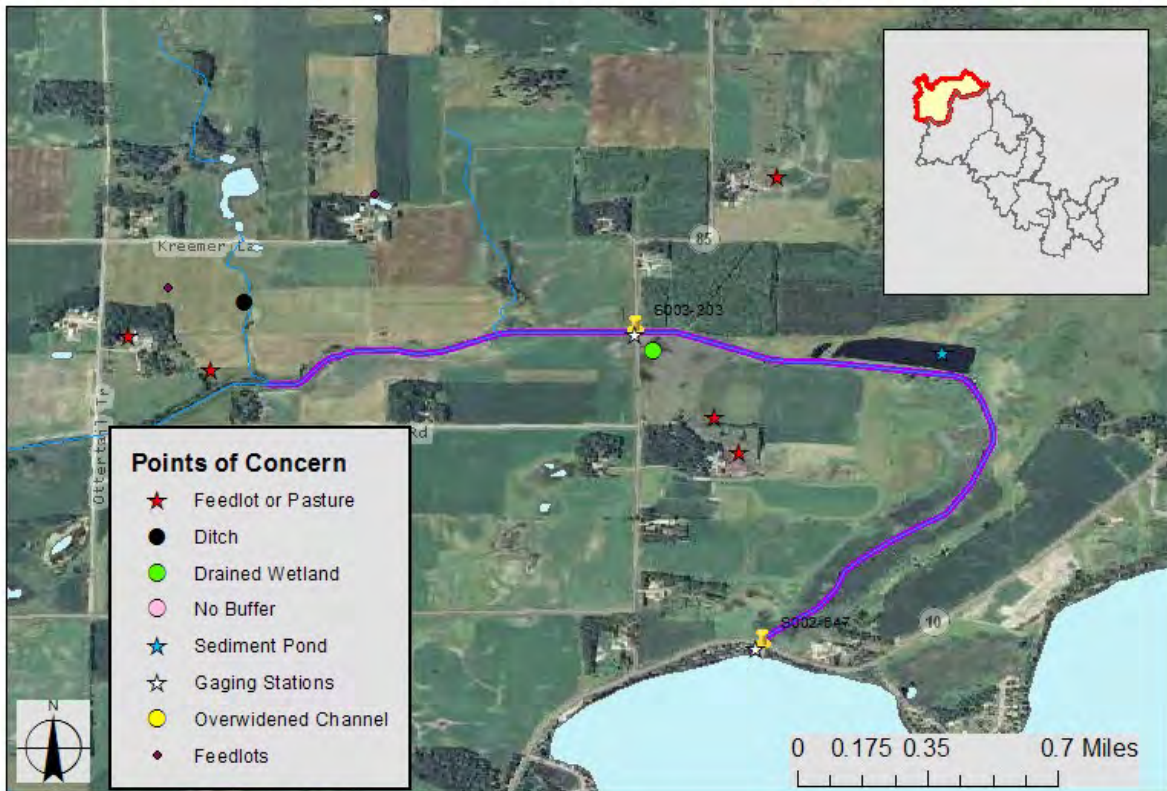 Kreemer La
85
S003-203
Ottertail Tr
Rd
S002-647
10
Points of Concern
Feedlot or Pasture
Ditch
Drained Wetland
No Buffer
Sediment Pond
Gaging Stations
Overwidened Channel
Feedlots
N
0 0.175 0.35 0.7 Miles